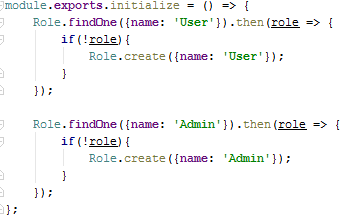 module.exports.initialize = () => {
    Role.findOne({name: 'User'}).then(role => {
        if(!role){
            Role.create({name: 'User'});
        }
    });

    Role.findOne({name: 'Admin'}).then(role => {
        if(!role){
            Role.create({name: 'Admin'});
        }
    });
};